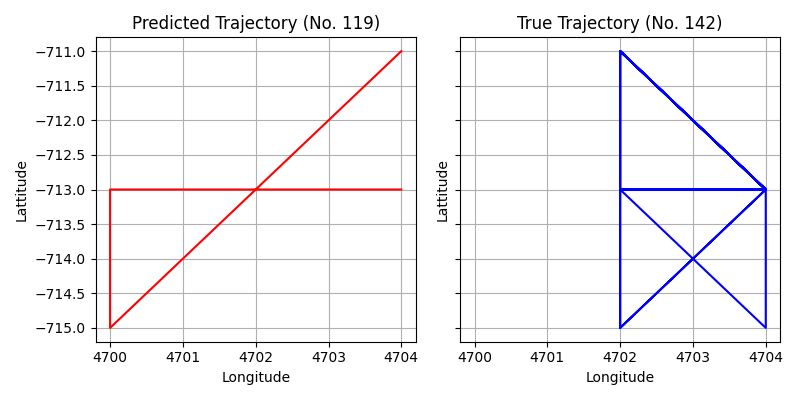 Predicted Trajectory (No. 119)
True Trajectory (No. 142)
−711.0
−711.5
−712.0
−712.5
−713.0
−713.5
−714.0
−714.5
−715.0
Lattitude
Lattitude
4700 4701 4702 4703 4704
4700 4701 4702 4703 4704
Longitude
Longitude